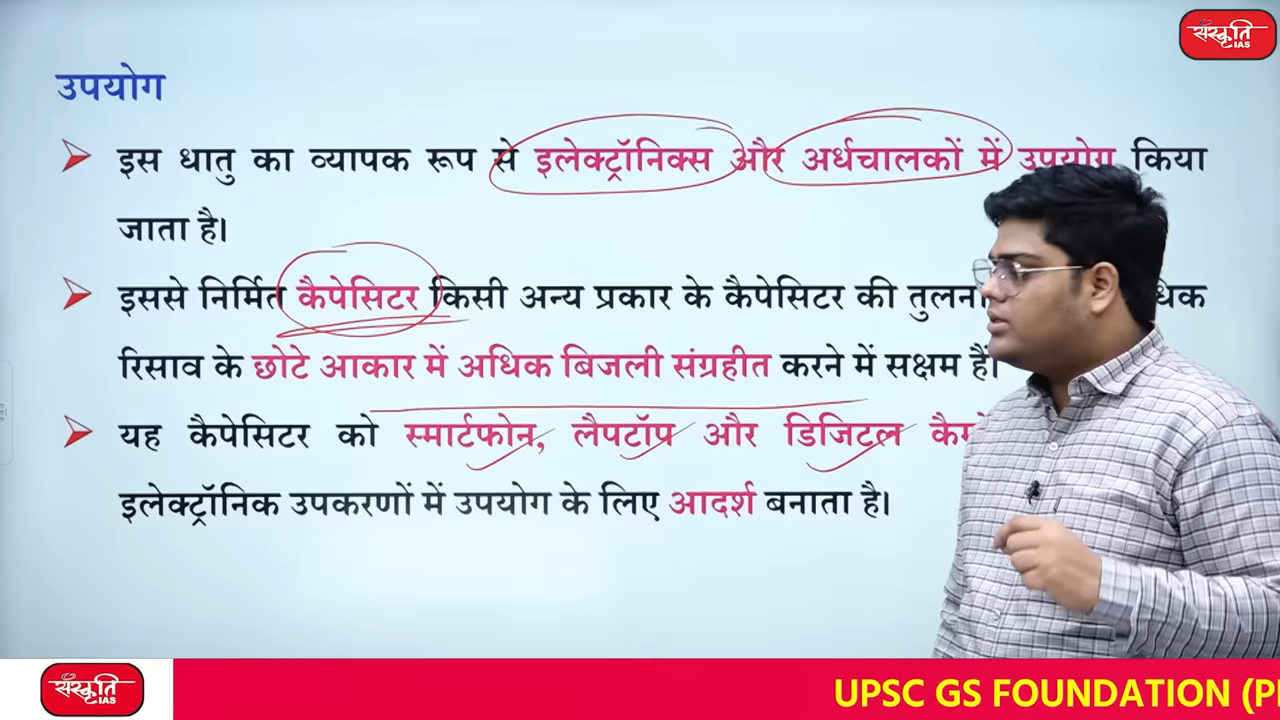 संस्कृति
IAS
उपयोग
इस धातु का व्यापक रूप से इलेक्ट्रॉनिक्स और अर्धचालकों में उपयोग किया
जाता है।
इससे निर्मित कैपेसिटर किसी अन्य प्रकार के कैपेसिटर की
रिसाव के छोटे आकार में अधिक बिजली संग्रहीत करने में सक्षम हैं।
यह कैपेसिटर को स्मार्टफोन, लैपटॉप और डिजिटल
इलेक्ट्रॉनिक उपकरणों में उपयोग के लिए आदर्श बनाता है।
संस्कृति
IAS
UPSC GS FOUNDATION